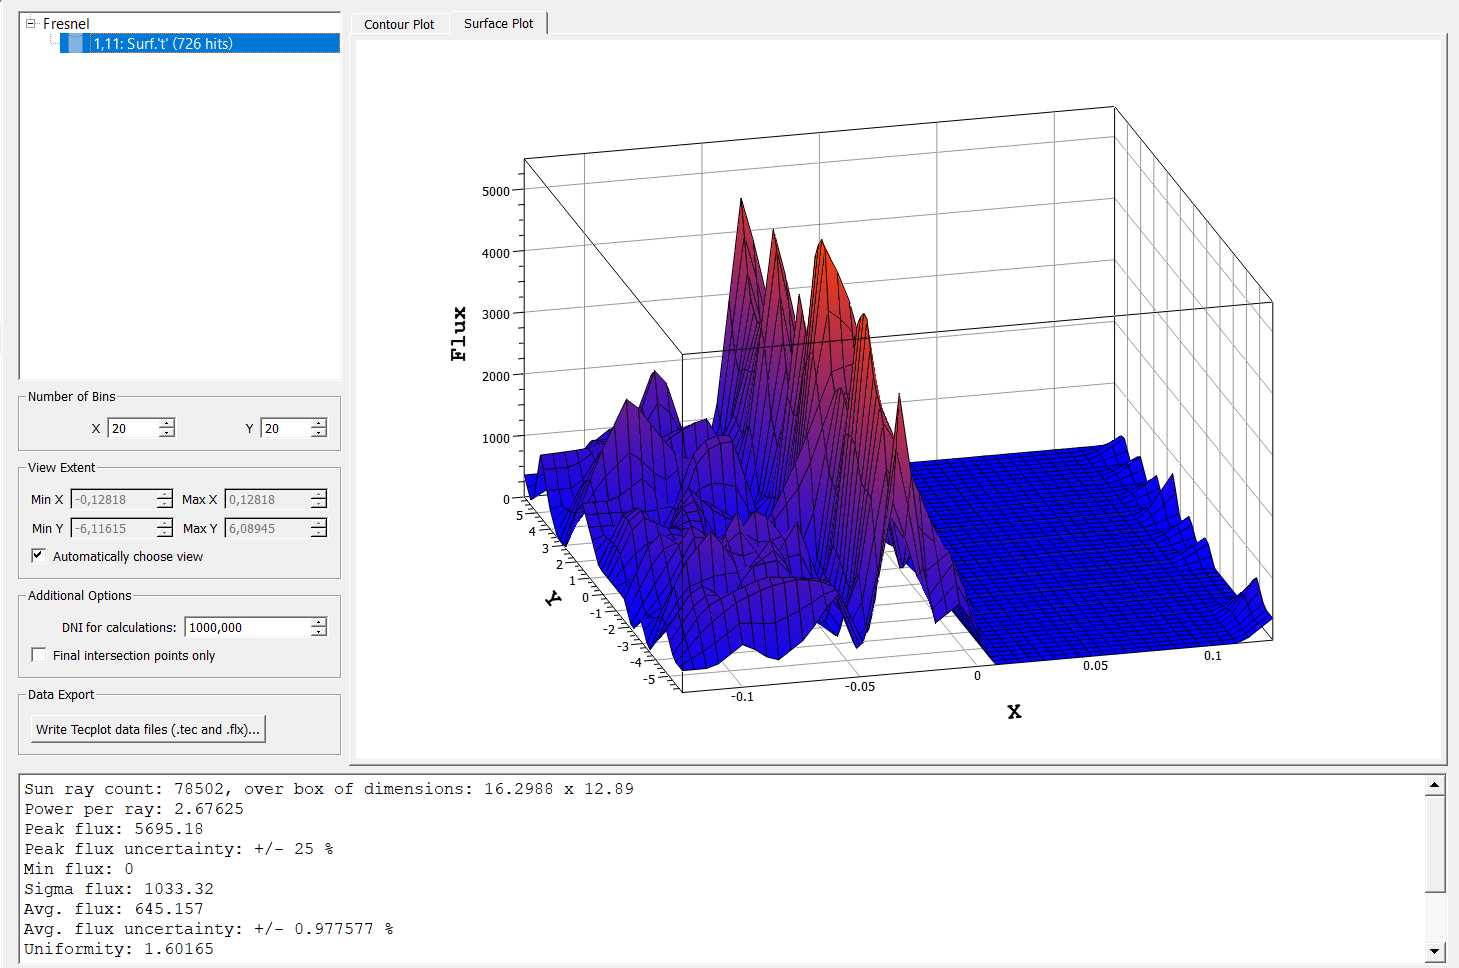 Fresnel
1,11: Surf.'t' (726 hits)
Number of Bins
X 20 Y 20
View Extent
Min X -0,12818 Max X 0,12818
Min Y -6,11615 Max Y 6,08945
Automatically choose view
Additional Options
DNI for calculations: 1000,000
Final intersection points only
Data Export
Write Tecplot data files (.tec and .flx)...
Contour Plot Surface Plot
Flux
5000
4000
3000
2000
1000
0
Y
5
4
3
2
1
0
-1
-2
-3
-4
-5
-0.1
-0.05
0
0.05
0.1
X
Sun ray count: 78502, over box of dimensions: 16.2988 x 12.89
Power per ray: 2.67625
Peak flux: 5695.18
Peak flux uncertainty: +/- 25 %
Min flux: 0
Sigma flux: 1033.32
Avg. flux: 645.157
Avg. flux uncertainty: +/- 0.977577 %
Uniformity: 1.60165